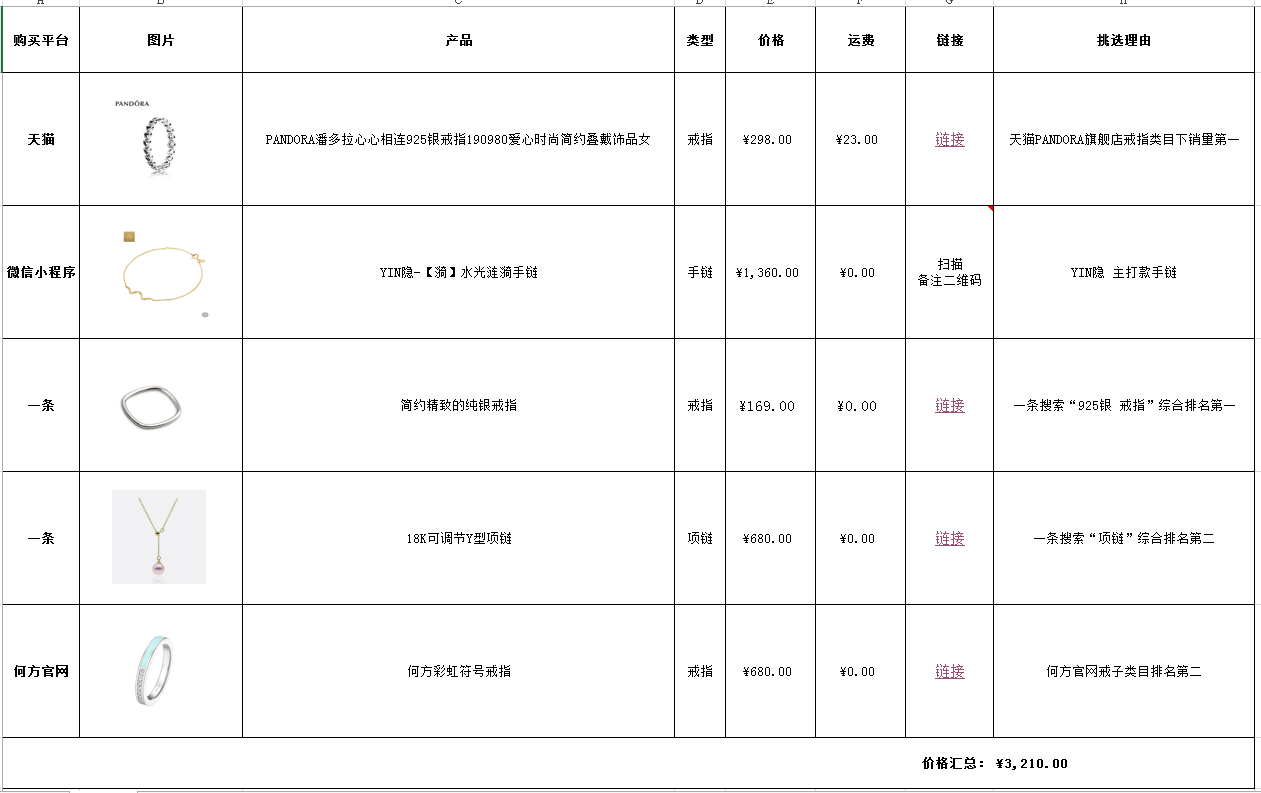 购买平台 图片 产品 类型 价格 运费 链接 挑选理由
PANDÖRA
天猫 PANDORA潘多拉心心相连925银戒指190980爱心时尚简约叠戴饰品女 戒指 ¥298.00 ¥23.00 链接 天猫PANDORA旗舰店戒指类目下销量第一
微信小程序 YIN隐-【漪】水光涟漪手链 手链 ¥1,360.00 ¥0.00 扫描 YIN隐 主打款手链
备注二维码
一条 简约精致的纯银戒指 戒指 ¥169.00 ¥0.00 链接 一条搜索“925银 戒指”综合排名第一
一条 18K可调节Y型项链 项链 ¥680.00 ¥0.00 链接 一条搜索“项链”综合排名第二
何方官网 何方彩虹符号戒指 戒指 ¥680.00 ¥0.00 链接 何方官网戒子类目排名第二
价格汇总： ¥3,210.00